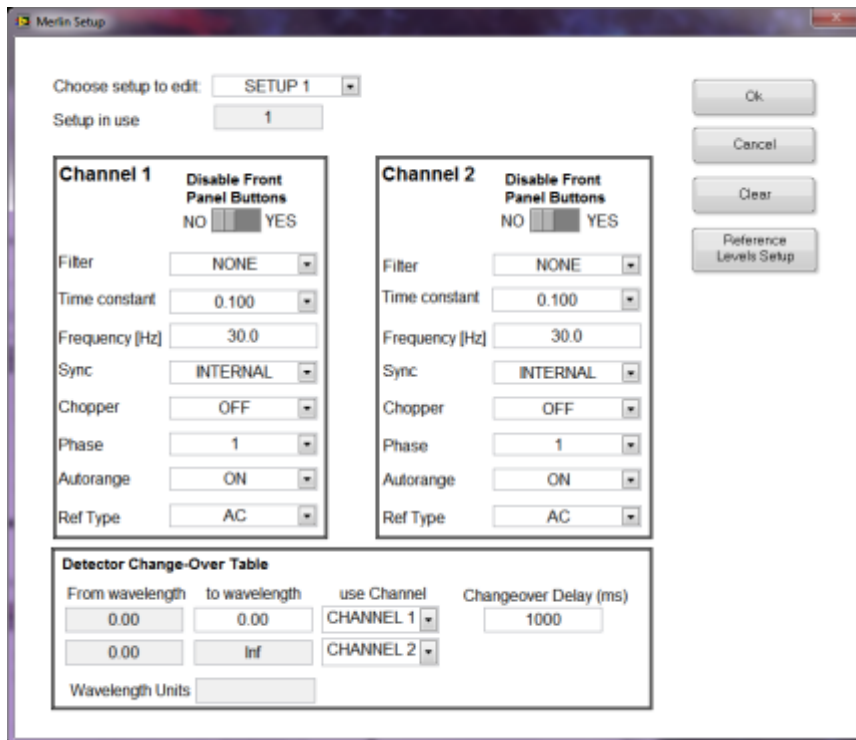 Merlin Setup
Choose setup to edit: SETUP 1
Setup in use 1
Ok
Cancel
Clear
Reference
Levels Setup
Channel 1
Disable Front
Panel Buttons
NO YES
Filter NONE
Time constant 0.100
Frequency [Hz] 30.0
Sync INTERNAL
Chopper OFF
Phase 1
Autorange ON
Ref Type AC
Channel 2
Disable Front
Panel Buttons
NO YES
Filter NONE
Time constant 0.100
Frequency [Hz] 30.0
Sync INTERNAL
Chopper OFF
Phase 1
Autorange ON
Ref Type AC
Detector Change-Over Table
From wavelength to wavelength use Channel Changeover Delay (ms)
0.00 0.00 CHANNEL 1 1000
0.00 Inf CHANNEL 2
Wavelength Units